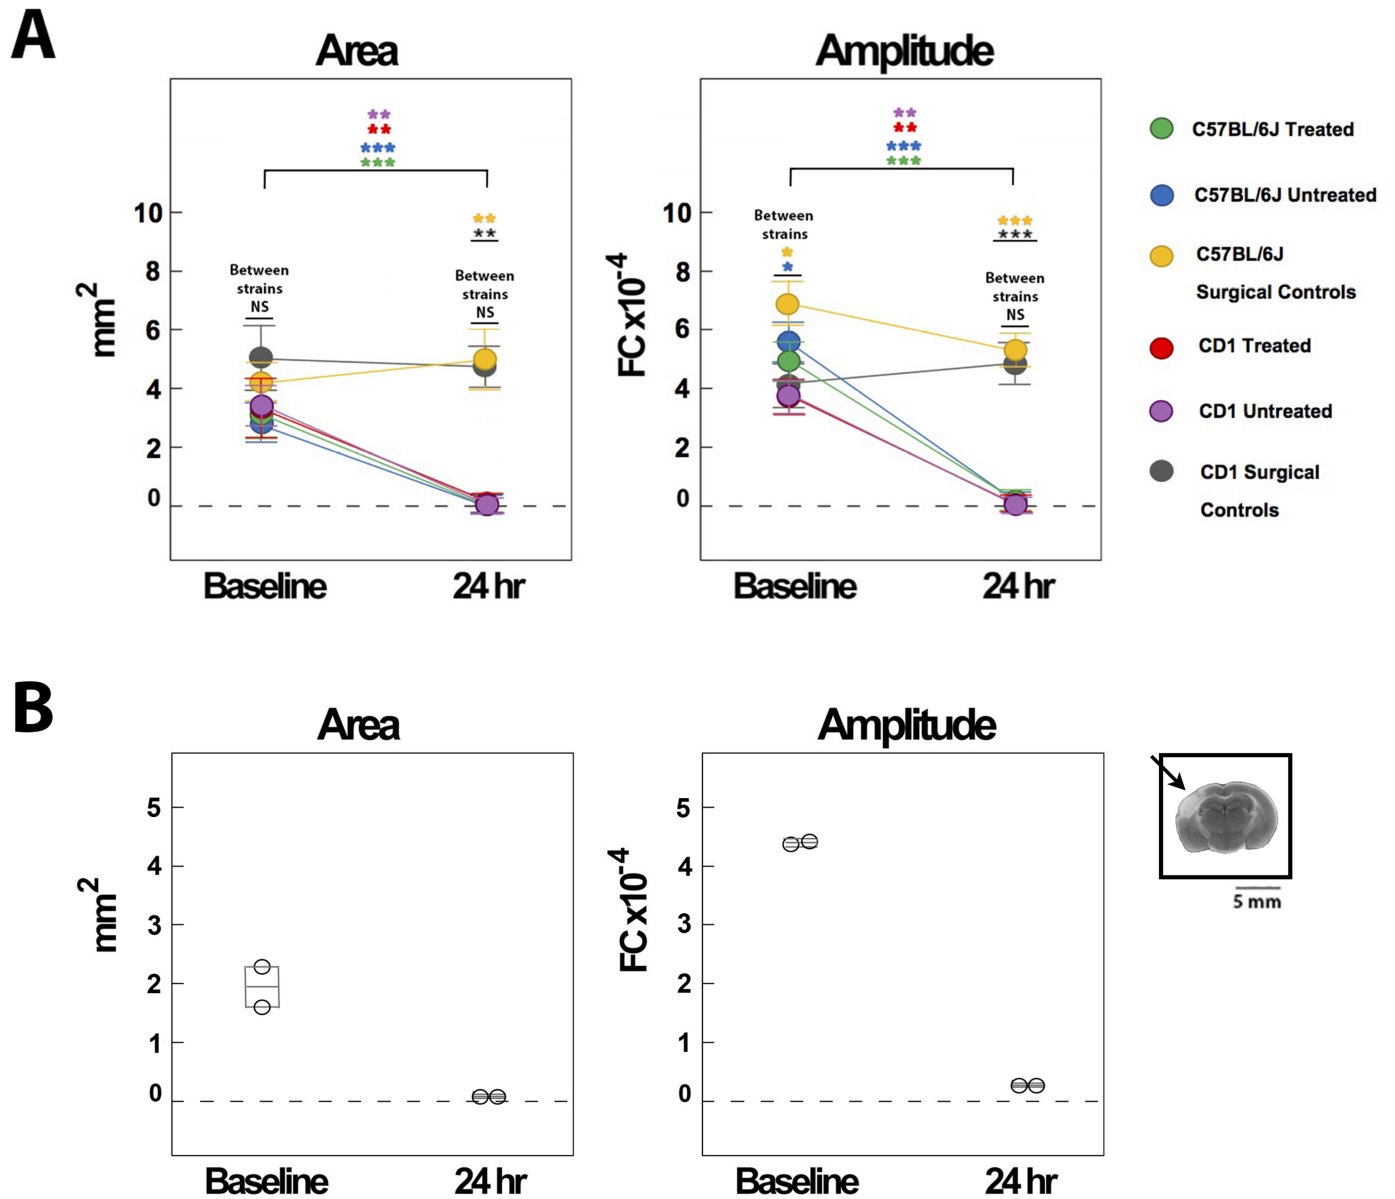 A
Area
**
**
***
***
10
8
6
4
2
0
mm2
**
**
Between
strains
NS
Between
strains
NS
Baseline
24 hr
Amplitude
**
**
***
***
10
8
6
4
2
0
FC x10-4
Between
strains
*
*
***
***
Between
strains
NS
Baseline
24 hr
C57BL/6J Treated
C57BL/6J Untreated
C57BL/6J
Surgical Controls
CD1 Treated
CD1 Untreated
CD1 Surgical
Controls
B
Area
5
4
3
2
1
0
mm2
Baseline
24 hr
Amplitude
5
4
3
2
1
0
FC x10-4
Baseline
24 hr
5 mm